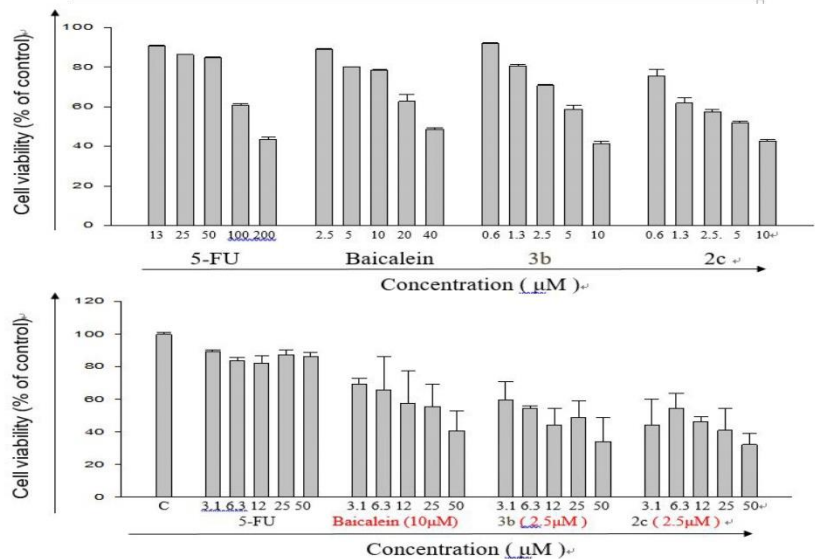 Cell viability (% of control)
100
80
60
40
20
0
13 25 50 100 200 2.5 5 10 20 40 0.6 1.3 2.5 5 10 0.6 1.3 2.5. 5 10
5-FU Baicalein 3b 2c
Concentration ( μM )
Cell viability (% of control)
120
100
80
60
40
20
0
C 3.1 6.3 12 25 50 3.1 6.3 12 25 50 3.1 6.3 12 25 50 3.1 6.3 12 25 50
5-FU Baicalein (10μM) 3b ( 2.5μM ) 2c ( 2.5μM )
Concentration ( μM )